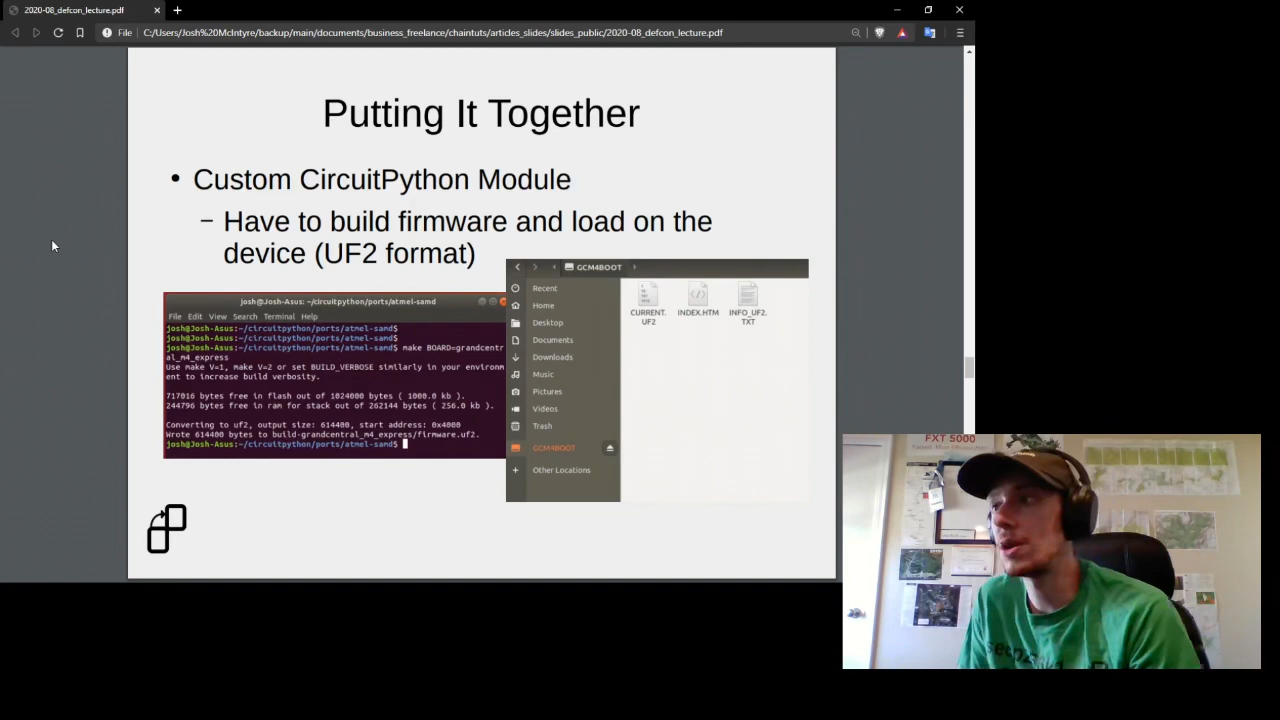 2020-08_defcon_lecture.pdf
File
C:/Users/Josh%20McIntyre/backup/main/documents/business_freelance/chaintuts/articles_slides/slides_public/2020-08_defcon_lecture.pdf
Putting It Together
• Custom CircuitPython Module
– Have to build firmware and load on the
device (UF2 format)
josh@Josh-Asus: ~/circuitpython/ports/atmel-samd
File Edit View Search Terminal Help
josh@Josh-Asus:~/circuitpython/ports/atmel-samd$
josh@Josh-Asus:~/circuitpython/ports/atmel-samd$
josh@Josh-Asus:~/circuitpython/ports/atmel-samd$ make BOARD=grandcentr
al_m4_express
Use make V=1, make V=2 or set BUILD_VERBOSE similarly in your environm
ent to increase build verbosity.
717016 bytes free in flash out of 1024000 bytes ( 1000.0 kb ).
244796 bytes free in ram for stack out of 262144 bytes ( 256.0 kb ).
Converting to uf2, output size: 614400, start address: 0x4000
Wrote 614400 bytes to build-grandcentral_m4_express/firmware.uf2.
josh@Josh-Asus:~/circuitpython/ports/atmel-samd$
GCM4BOOT
Recent
Home
Desktop
Documents
Downloads
Music
Pictures
Videos
Trash
GCM4BOOT
Other Locations
CURRENT.
UF2
INDEX.HTM
INFO_UF2.
TXT
FXT 5000